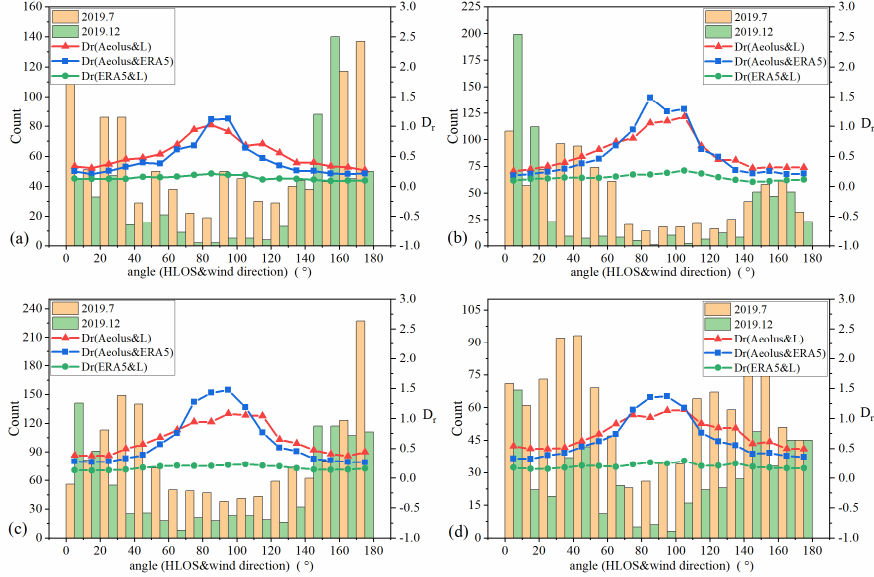 160
140
120
100
80
60
40
20
0
Count
2019.7
2019.12
Dr(Aeolus&L)
Dr(Aeolus&ERA5)
Dr(ERA5&L)
3.0
2.5
2.0
1.5
1.0
0.5
0.0
-0.5
-1.0
Dr
(a)
0 20 40 60 80 100 120 140 160 180
angle (HLOS&wind direction) (°)
225
200
175
150
125
100
75
50
25
0
Count
2019.7
2019.12
Dr(Aeolus&L)
Dr(Aeolus&ERA5)
Dr(ERA5&L)
3.0
2.5
2.0
1.5
1.0
0.5
0.0
-0.5
-1.0
Dr
(b)
0 20 40 60 80 100 120 140 160 180
angle (HLOS&wind direction) (°)
240
210
180
150
120
90
60
30
0
Count
2019.7
2019.12
Dr(Aeolus&L)
Dr(Aeolus&ERA5)
Dr(ERA5&L)
3.0
2.5
2.0
1.5
1.0
0.5
0.0
-0.5
-1.0
Dr
(c)
0 20 40 60 80 100 120 140 160 180
angle (HLOS&wind direction) (°)
105
90
75
60
45
30
15
0
Count
2019.7
2019.12
Dr(Aeolus&L)
Dr(Aeolus&ERA5)
Dr(ERA5&L)
3.0
2.5
2.0
1.5
1.0
0.5
0.0
-0.5
-1.0
Dr
(d)
0 20 40 60 80 100 120 140 160 180
angle (HLOS&wind direction) (°)